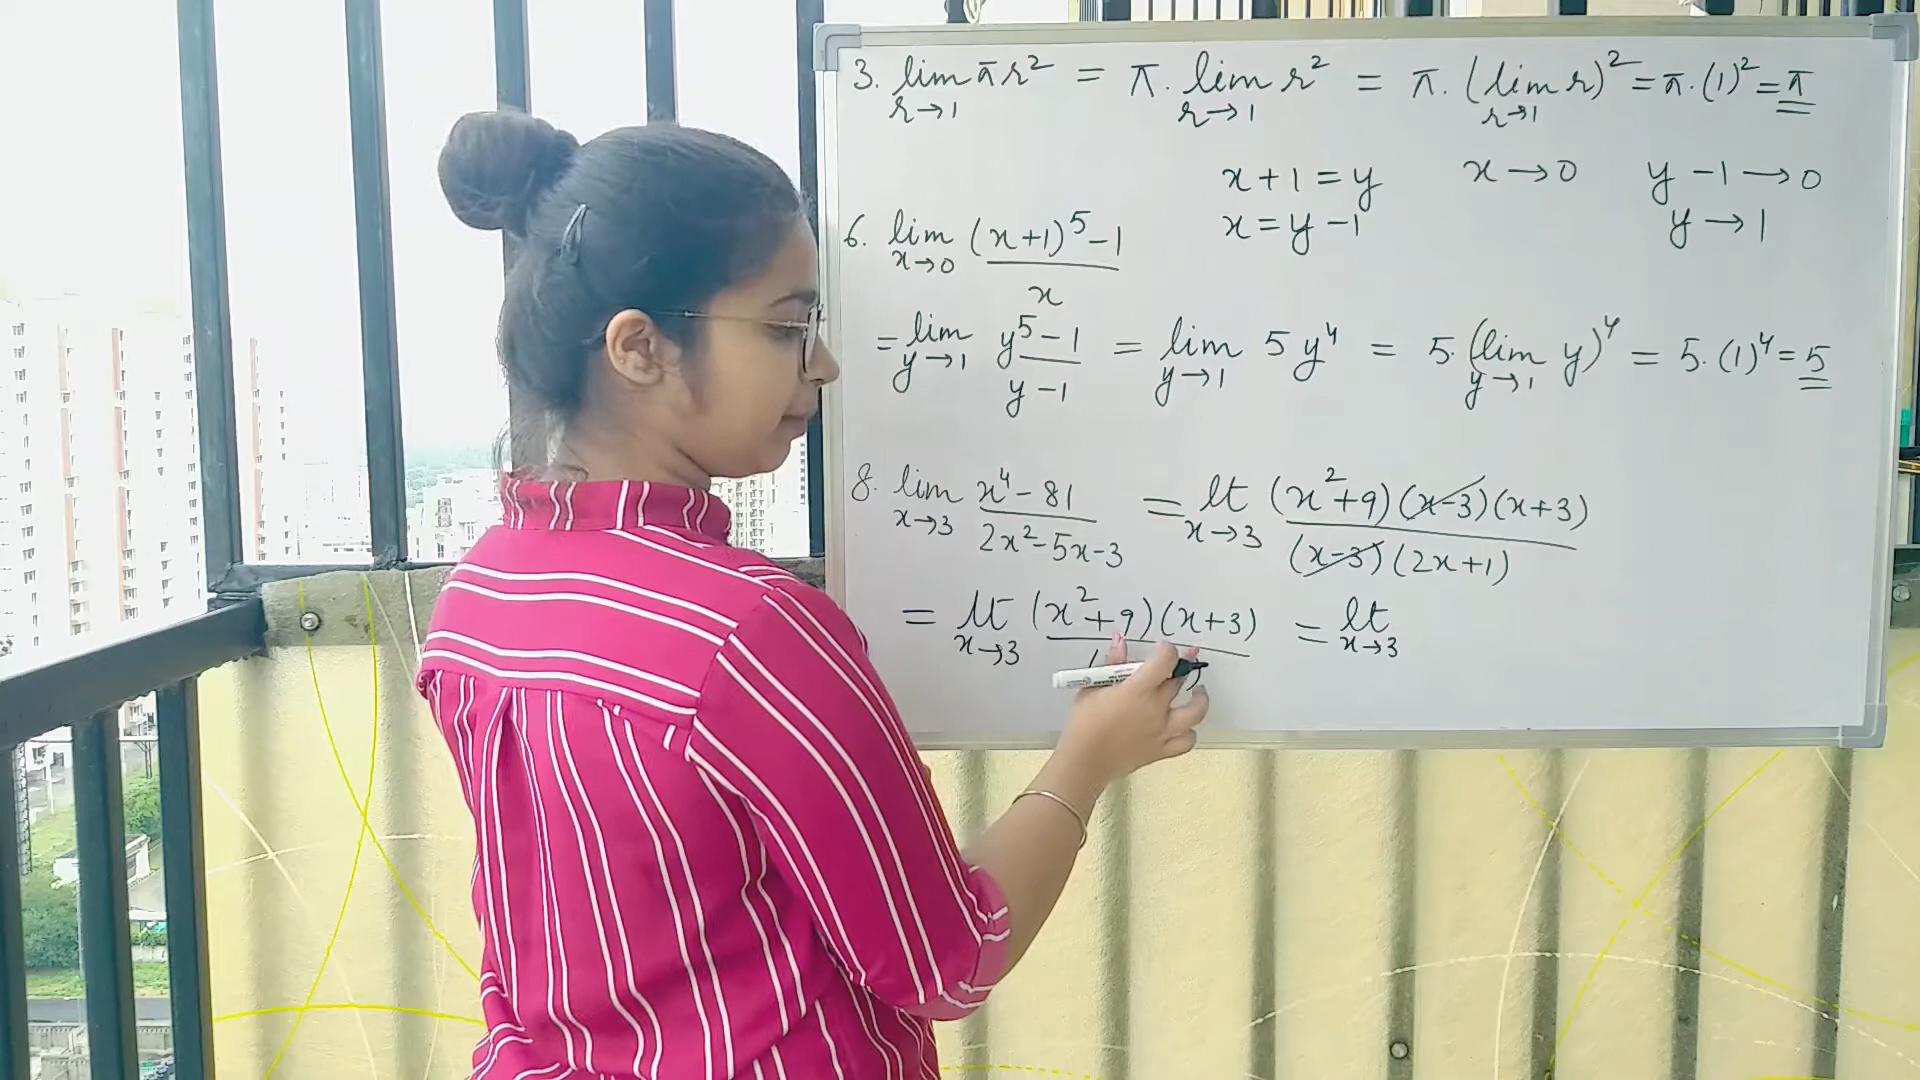 3. lim πr² = π. lim r² = π. (lim r)² = π.(1)² = π
r→1 r→1 r→1
x+1=y x→0 y-1→0
x=y-1 y→1
6. lim (x+1)⁵-1
x→0 x
= lim y⁵-1 = lim 5y⁴ = 5.(lim y)⁴ = 5.(1)⁴ = 5
y→1 y-1 y→1 y→1
8. lim x⁴-81 = lt (x²+9)(x-3)(x+3)
x→3 2x²-5x-3 x→3 (x-3)(2x+1)
= lt (x²+9)(x+3) = lt
x→3 x→3